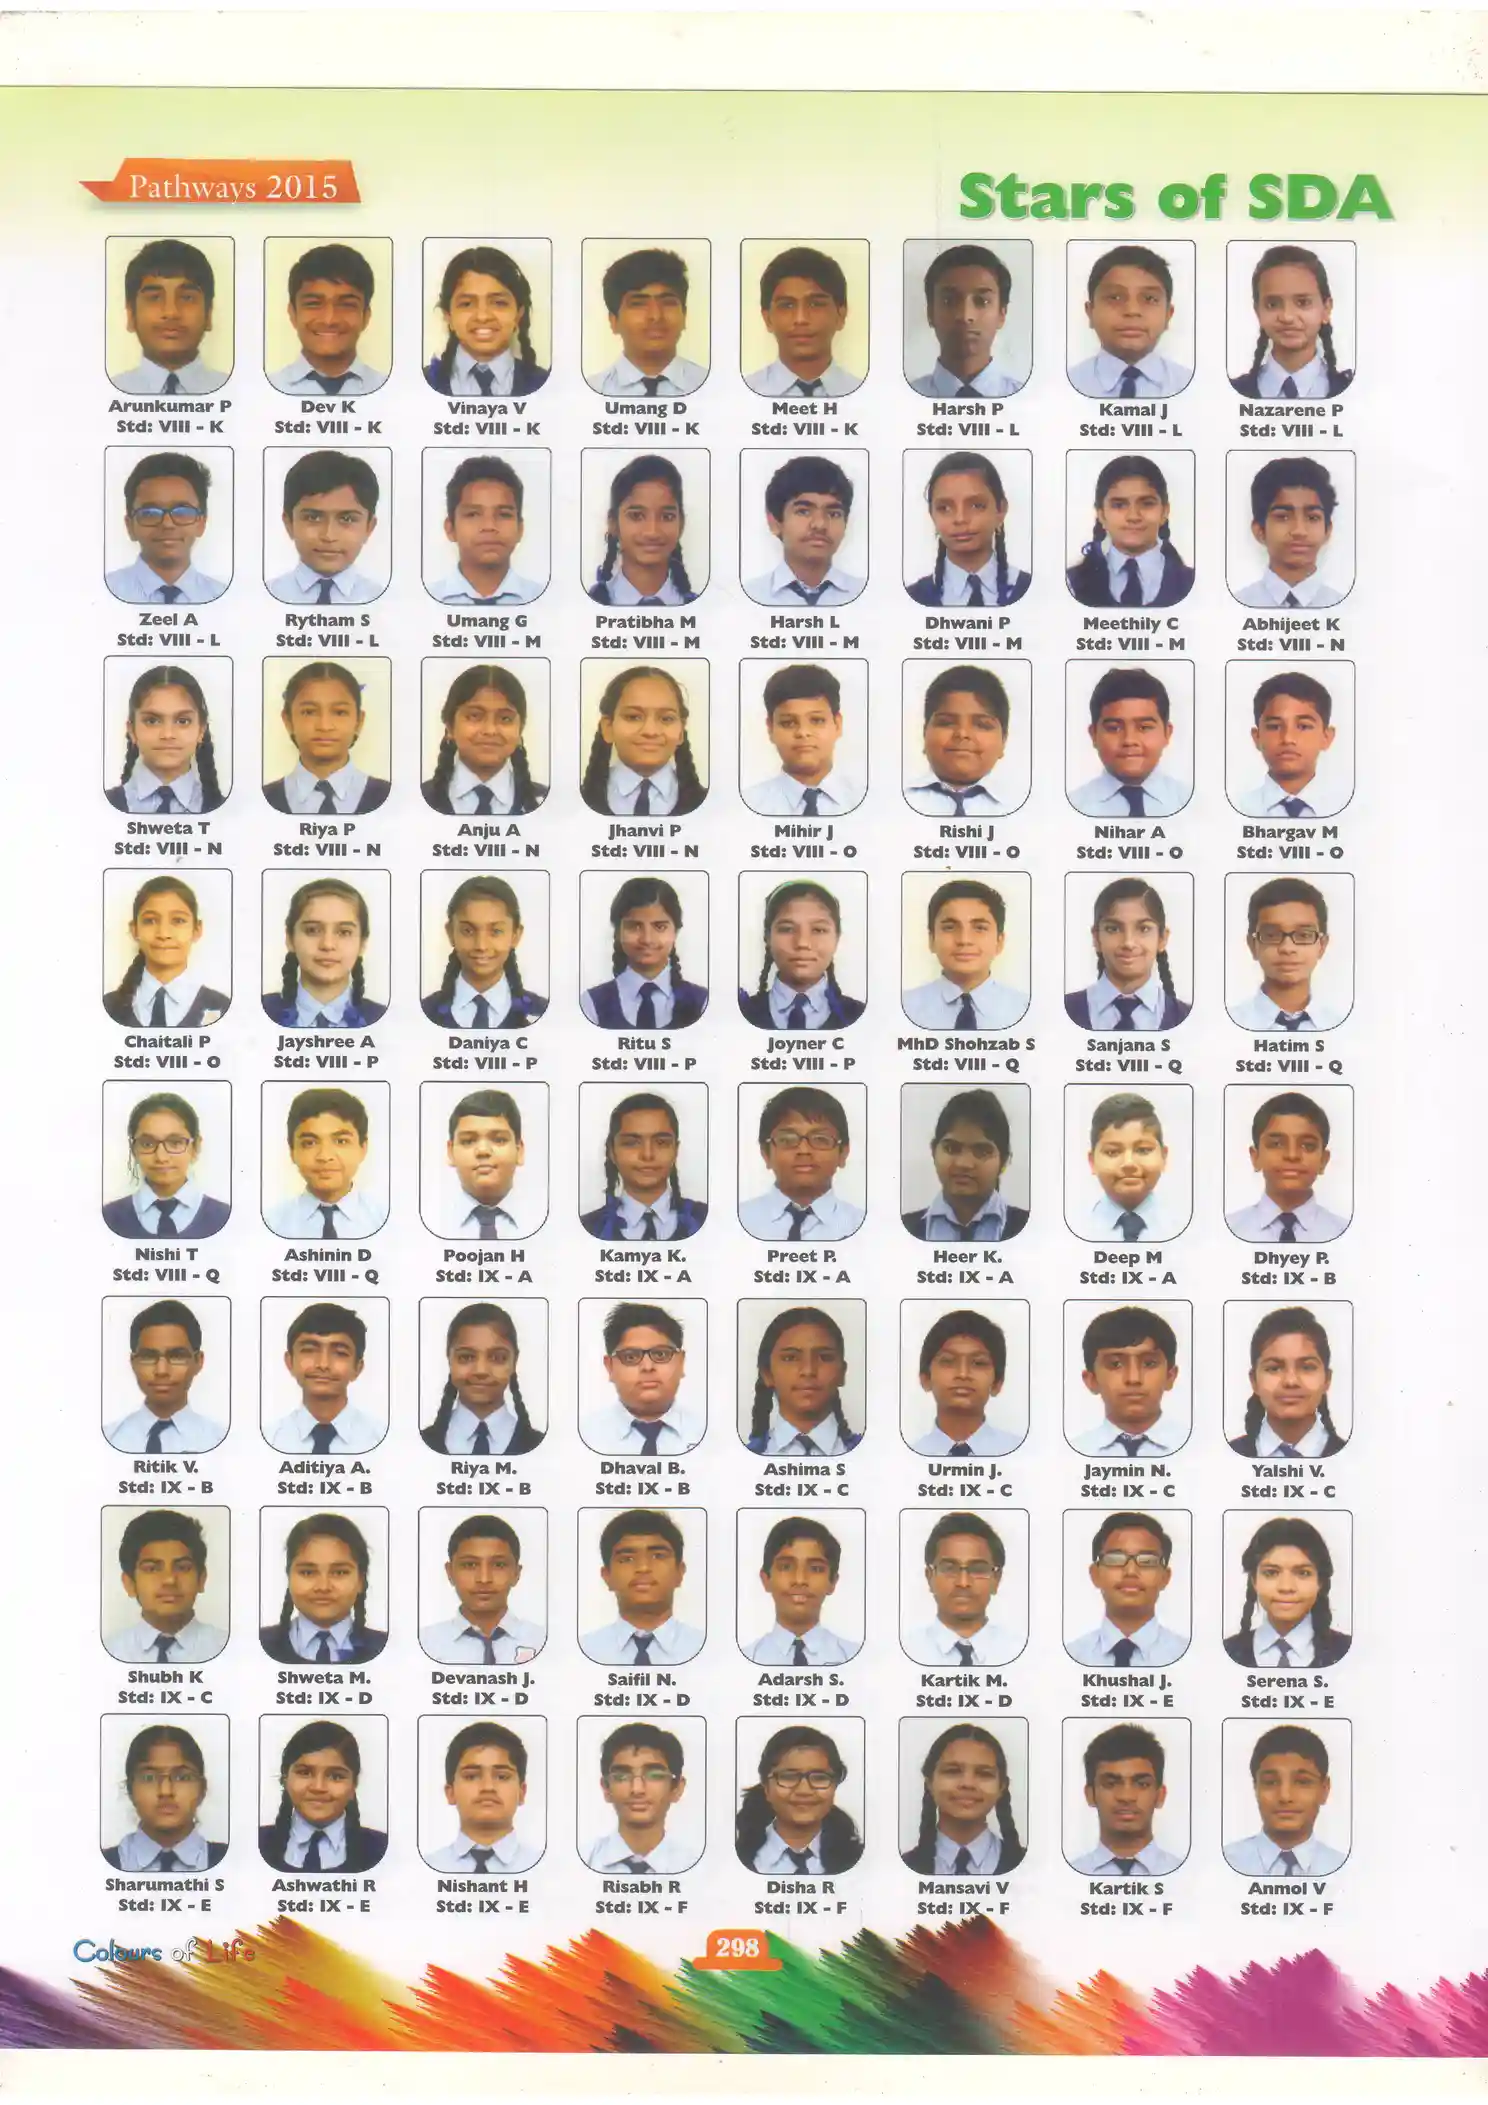 Pathways 2015
Stars of SDA
Arunkumar P Dev K Vinaya V Umang D Meet H Harsh P Kamal J Nazarene P
Std: VIII - K Std: VIII - K Std: VIII - K Std: VIII - K Std: VIII - K Std: VIII - L Std: VIII - L Std: VIII - L
Zeel A Rytham S Umang G Pratibha M Harsh L Dhwani P Meethily C Abhijeet K
Std: VIII - L Std: VIII - L Std: VIII - M Std: VIII - M Std: VIII - M Std: VIII - M Std: VIII - M Std: VIII - N
Shweta T Riya P Anju A Jhanvi P Mihir J Rishi J Nihar A Bhargav M
Std: VIII - N Std: VIII - N Std: VIII - N Std: VIII - N Std: VIII - O Std: VIII - O Std: VIII - O Std: VIII - O
Chaitali P Jayshree A Daniya C Ritu S Joyner C MhD Shohzab S Sanjana S Hatim S
Std: VIII - O Std: VIII - P Std: VIII - P Std: VIII - P Std: VIII - P Std: VIII - Q Std: VIII - Q Std: VIII - Q
Nishi T Ashinin D Poojan H Kamya K. Preet P. Heer K. Deep M Dhyey P.
Std: VIII - Q Std: VIII - Q Std: IX - A Std: IX - A Std: IX - A Std: IX - A Std: IX - A Std: IX - B
Ritik V. Aditiya A. Riya M. Dhaval B. Ashima S Urmin J. Jaymin N. Yalshi V.
Std: IX - B Std: IX - B Std: IX - B Std: IX - B Std: IX - C Std: IX - C Std: IX - C Std: IX - C
Shubh K Shweta M. Devanash J. Saifil N. Adarsh S. Kartik M. Khushal J. Serena S.
Std: IX - C Std: IX - D Std: IX - D Std: IX - D Std: IX - D Std: IX - D Std: IX - E Std: IX - E
Sharumathi S Ashwathi R Nishant H Risabh R Disha R Mansavi V Kartik S Anmol V
Std: IX - E Std: IX - E Std: IX - E Std: IX - F Std: IX - F Std: IX - F Std: IX - F Std: IX - F
Colours of Life
298